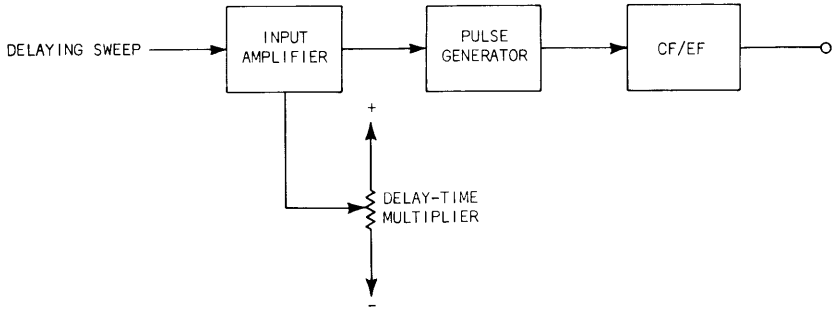 DELAYING SWEEP
INPUT
AMPLIFIER
PULSE
GENERATOR
CF/EF
+
DELAY-TIME
MULTIPLIER
-